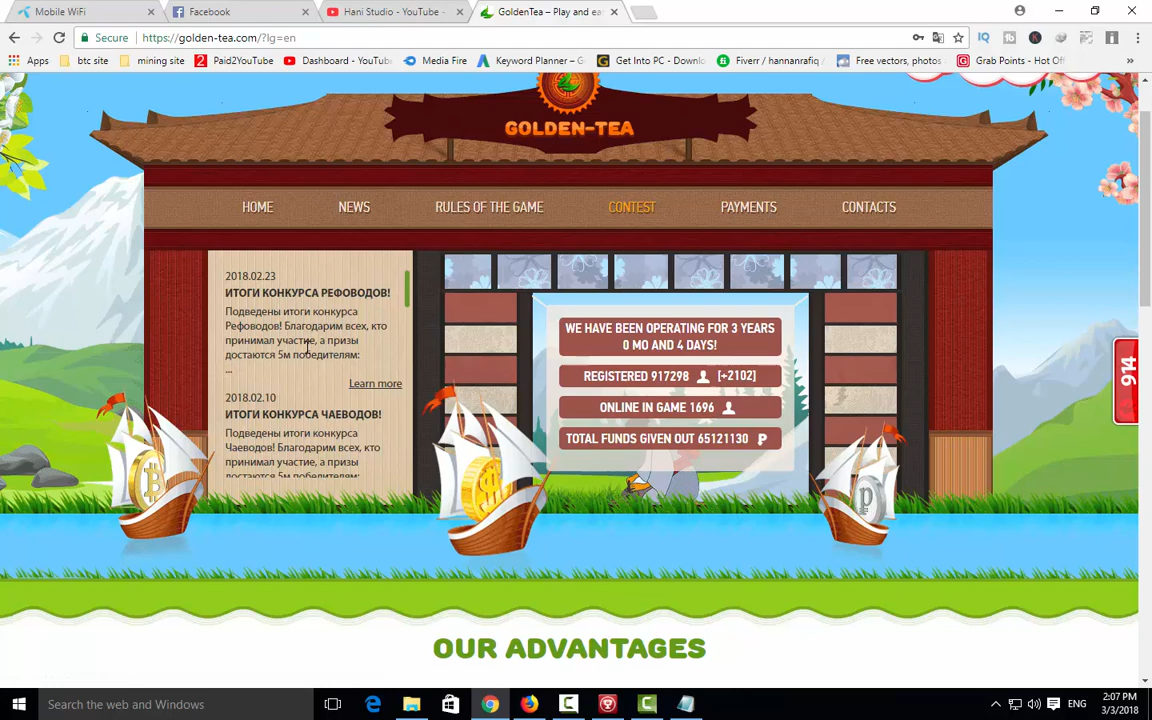 Mobile WiFi
Facebook
Hani Studio - YouTube -
GoldenTea – Play and ea
Secure
https://golden-tea.com/?lg=en
Apps
btc site
mining site
Paid2YouTube
Dashboard - YouTube
Media Fire
Keyword Planner –
Get Into PC - Downlo
Fiverr / hannanrafiq /
Free vectors, photos
Grab Points - Hot Off
GOLDEN-TEA
HOME
NEWS
RULES OF THE GAME
CONTEST
PAYMENTS
CONTACTS
2018.02.23
ИТОГИ КОНКУРСА РЕФОВОДОВ!
Подведены итоги конкурса
Рефоводов! Благодарим всех, кто
принимал участие, а призы
достаются 5м победителям:
...
Learn more
2018.02.10
ИТОГИ КОНКУРСА ЧАЕВОДОВ!
Подведены итоги конкурса
Чаеводов! Благодарим всех, кто
принимал участие, а призы
достаются 5м победителям:
WE HAVE BEEN OPERATING FOR 3 YEARS
0 MO AND 4 DAYS!
REGISTERED 917298 [+2102]
ONLINE IN GAME 1696
TOTAL FUNDS GIVEN OUT 65121130 ₽
914
OUR ADVANTAGES
Search the web and Windows
ENG
2:07 PM
3/3/2018